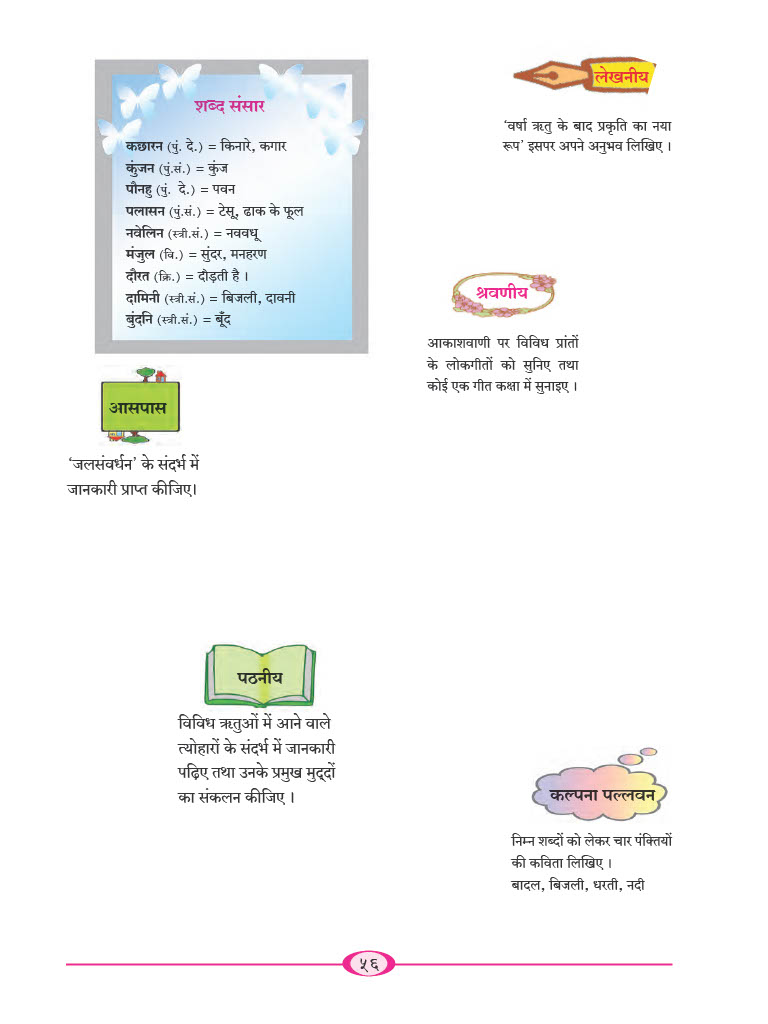 शब्द संसार
कछारन (पुं. दे.) = किनारे, कगार
कुंजन (पुं.सं.) = कुंज
पौनहु (पुं. दे.) = पवन
पलासन (पुं.सं.) = टेसू, ढाक के फूल
नवेलिन (स्त्री.सं.) = नववधू
मंजुल (वि.) = सुंदर, मनहरण
दौरत (क्रि.) = दौड़ती है ।
दामिनी (स्त्री.सं.) = बिजली, दावनी
बुंदनि (स्त्री.सं.) = बूँद
लेखनीय
‘वर्षा ऋतु के बाद प्रकृति का नया
रूप’ इसपर अपने अनुभव लिखिए ।
श्रवणीय
आकाशवाणी पर विविध प्रांतों
के लोकगीतों को सुनिए तथा
कोई एक गीत कक्षा में सुनाइए ।
आसपास
‘जलसंवर्धन’ के संदर्भ में
जानकारी प्राप्त कीजिए।
पठनीय
विविध ऋतुओं में आने वाले
त्योहारों के संदर्भ में जानकारी
पढ़िए तथा उनके प्रमुख मुद्दों
का संकलन कीजिए ।
कल्पना पल्लवन
निम्न शब्दों को लेकर चार पंक्तियों
की कविता लिखिए ।
बादल, बिजली, धरती, नदी
५६